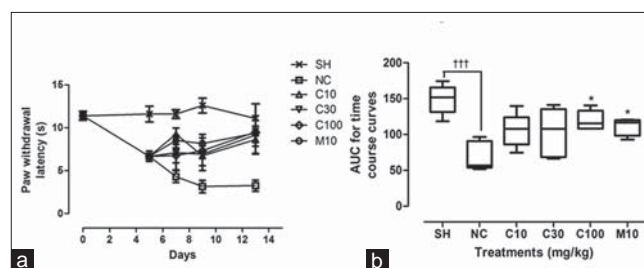 Paw withdrawal
latency (s)
15
10
5
0
0 2 4 6 8 10 12 14
Days
SH
NC
C10
C30
C100
M10
a
AUC for time
course curves
200
150
100
50
0
†††
*
*
SH NC C10 C30 C100 M10
Treatments (mg/kg)
b